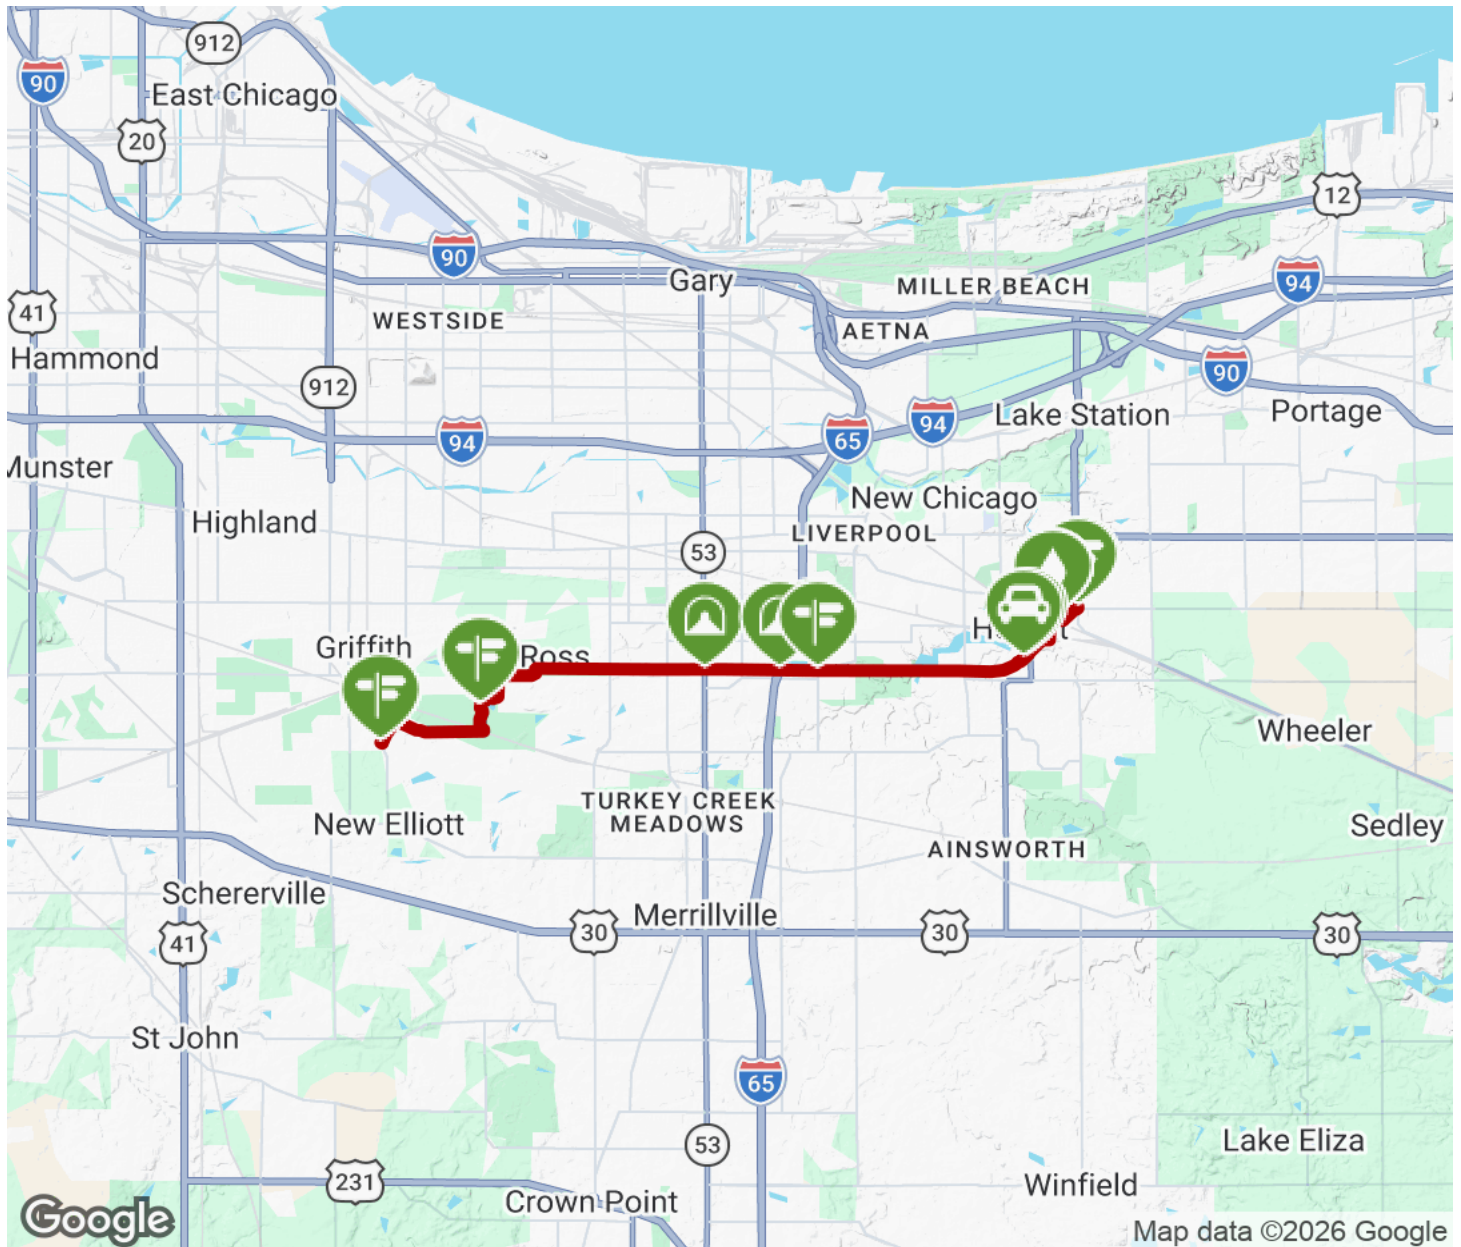 912
90
East Chicago
20
12
90
Gary
94
MILLER BEACH
41
WESTSIDE
AETNA
Hammond
90
912
Lake Station
Portage
94
65
94
Munster
New Chicago
Highland
LIVERPOOL
53
Griffith
Ross
Wheeler
TURKEY CREEK
MEADOWS
New Elliott
Sedley
AINSWORTH
Schererville
Merrillville
41
30
30
30
St John
65
53
Lake Eliza
231
Winfield
Crown Point
Google
Map data ©2026 Google